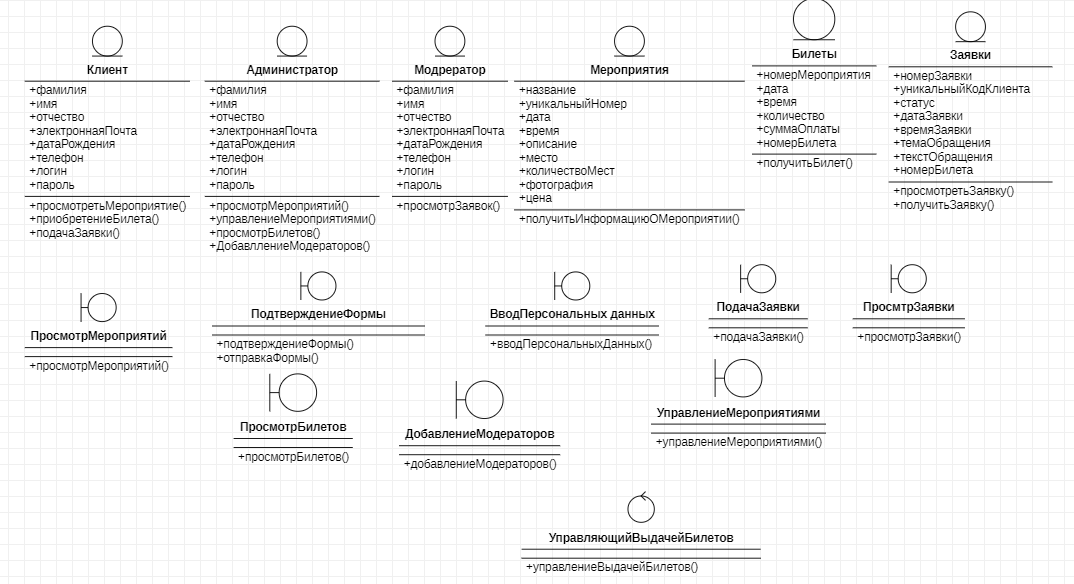 Клиент
+фамилия
+имя
+отчество
+электроннаяПочта
+датаРождения
+телефон
+логин
+пароль
+просмотретьМероприятие()
+приобретениеБилета()
+подачаЗаявки()
Администратор
+фамилия
+имя
+отчество
+электроннаяПочта
+датаРождения
+телефон
+логин
+пароль
+просмотрМероприятий()
+управлениеМероприятиями()
+просмотрБилетов()
+ДобавллениеМодераторов()
Модрератор
+фамилия
+имя
+отчество
+электроннаяПочта
+датаРождения
+телефон
+логин
+пароль
+просмотрЗаявок()
Мероприятия
+название
+уникальныйНомер
+дата
+время
+описание
+место
+количествоМест
+фотография
+цена
+получитьИнформациюОМероприятии()
Билеты
+номерМероприятия
+дата
+время
+количество
+суммаОплаты
+номерБилета
+получитьБилет()
Заявки
+номерЗаявки
+уникальныйКодКлиента
+статус
+датаЗаявки
+времяЗаявки
+темаОбращения
+текстОбращения
+номерБилета
+просмотретьЗаявку()
+получитьЗаявку()
ПросмотрМероприятий
+просмотрМероприятий()
ПодтверждениеФормы
+подтверждениеФормы()
+отправкаФормы()
ВводПерсональных данных
+вводПерсональныхДанных()
ПодачаЗаявки
+подачаЗаявки()
ПросмтрЗаявки
+просмотрЗаявки()
ПросмотрБилетов
+просмотрБилетов()
ДобавлениеМодераторов
+добавлениеМодераторов()
УправлениеМероприятиями
+управлениеМероприятиями()
УправляющийВыдачейБилетов
+управлениеВыдачейБилетов()